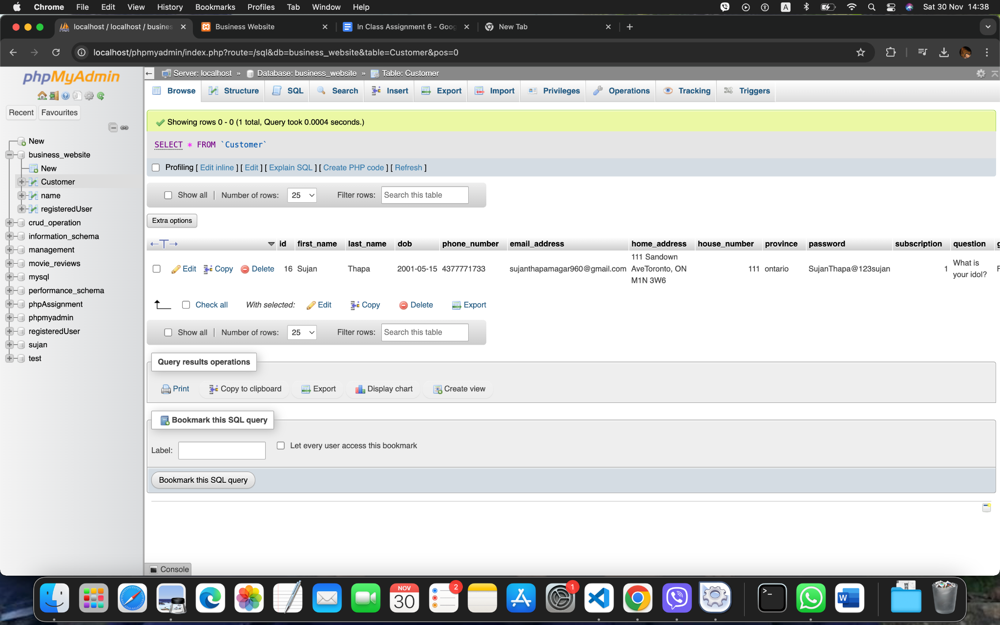 Chrome File Edit View History Bookmarks Profiles Tab Window Help A Sat 30 Nov 14:38
localhost / localhost / busines Business Website In Class Assignment 6 - Goog New Tab
localhost/phpmyadmin/index.php?route=/sql&db=business_website&table=Customer&pos=0
phpMyAdmin
Recent Favourites
New
business_website
New
Customer
name
registeredUser
crud_operation
information_schema
management
movie_reviews
mysql
performance_schema
phpAssignment
phpmyadmin
registeredUser
sujan
test
Server: localhost » Database: business_website » Table: Customer
Browse Structure SQL Search Insert Export Import Privileges Operations Tracking Triggers
Showing rows 0 - 0 (1 total, Query took 0.0004 seconds.)
SELECT * FROM `Customer`
Profiling [ Edit inline ] [ Edit ] [ Explain SQL ] [ Create PHP code ] [ Refresh ]
Show all | Number of rows: 25 Filter rows: Search this table
Extra options
←T→ id first_name last_name dob phone_number email_address home_address house_number province password subscription question g
Edit Copy Delete 16 Sujan Thapa 2001-05-15 4377771733 sujanthapamagar960@gmail.com 111 Sandown AveToronto, ON M1N 3W6 111 ontario SujanThapa@123sujan 1 What is your idol? F
Check all With selected: Edit Copy Delete Export
Show all | Number of rows: 25 Filter rows: Search this table
Query results operations
Print Copy to clipboard Export Display chart Create view
Bookmark this SQL query
Label: Let every user access this bookmark
Bookmark this SQL query
Console
NOV
30
2
1
W